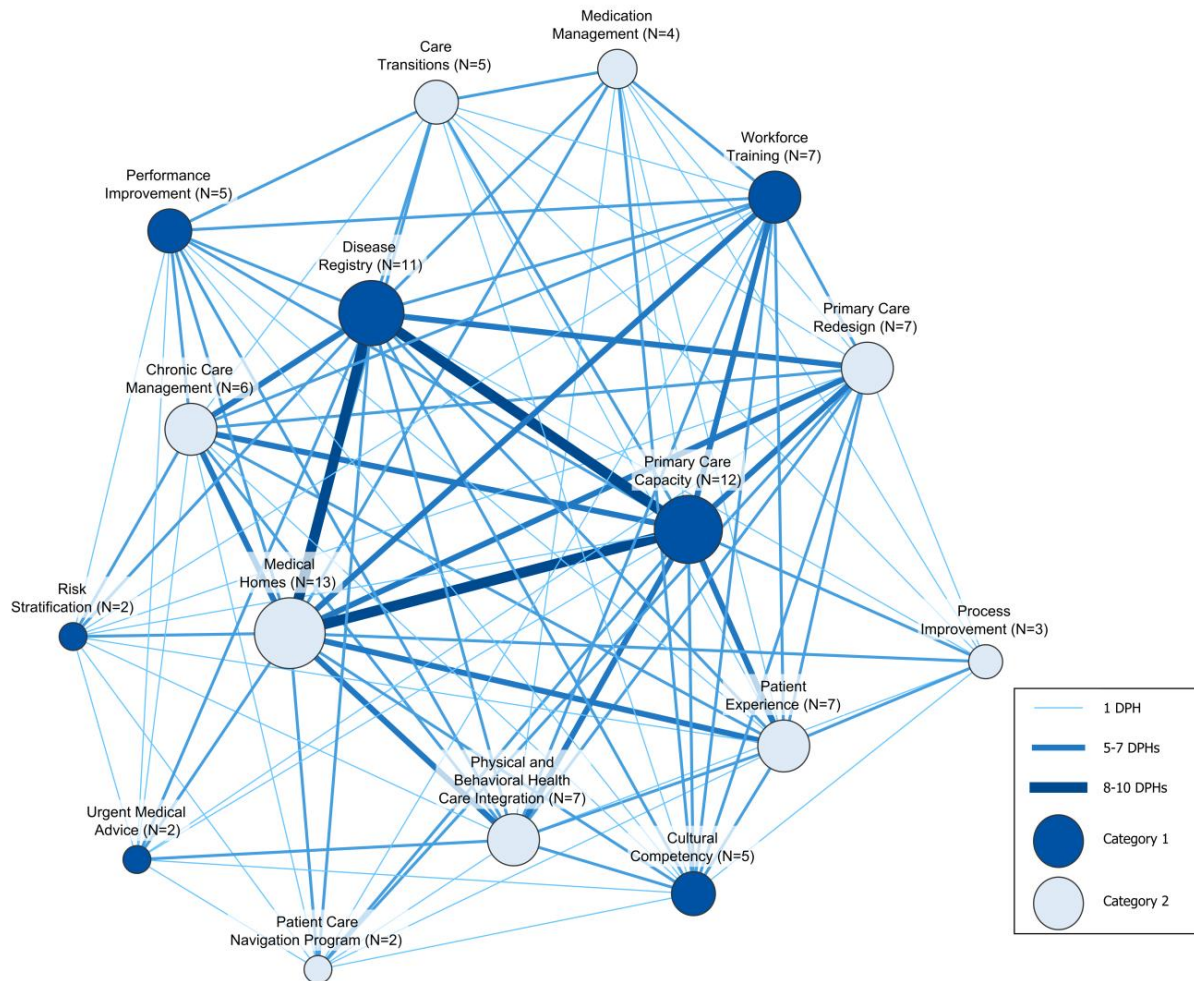 Medication
Management (N=4)
Care
Transitions (N=5)
Workforce
Training (N=7)
Performance
Improvement (N=5)
Disease
Registry (N=11)
Primary Care
Redesign (N=7)
Chronic Care
Management (N=6)
Primary Care
Capacity (N=12)
Medical
Homes (N=13)
Risk
Stratification (N=2)
Process
Improvement (N=3)
Patient
Experience (N=7)
Physical and
Behavioral Health
Care Integration (N=7)
Urgent Medical
Advice (N=2)
Cultural
Competency (N=5)
Patient Care
Navigation Program (N=2)
1 DPH
5-7 DPHs
8-10 DPHs
Category 1
Category 2